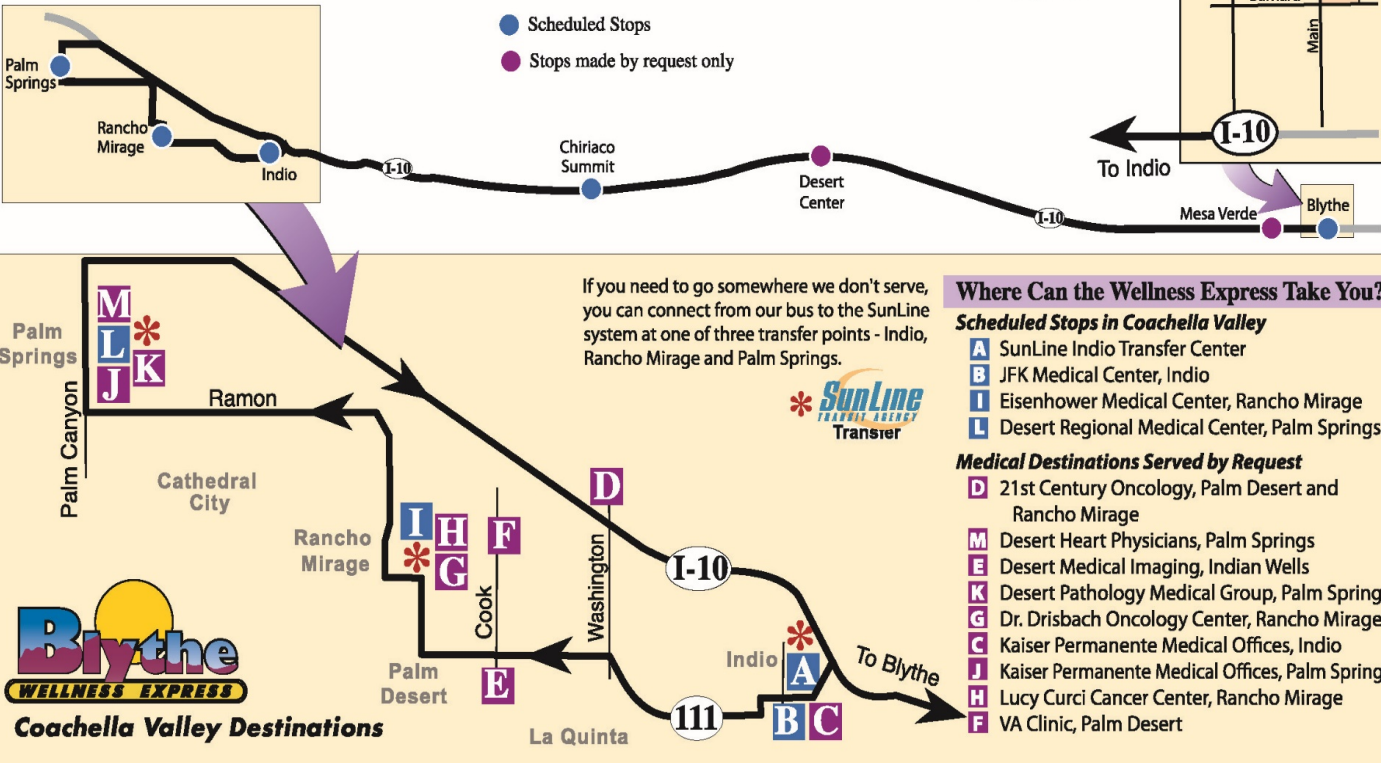 Scheduled Stops
Stops made by request only
Palm
Springs
Rancho
Mirage
Indio
I-10
Chiriaco
Summit
Desert
Center
I-10
Mesa Verde
Blythe
Main
I-10
To Indio
If you need to go somewhere we don't serve,
you can connect from our bus to the SunLine
system at one of three transfer points - Indio,
Rancho Mirage and Palm Springs.
* SunLine
TRANSIT AGENCY
Transfer
Where Can the Wellness Express Take You?
Scheduled Stops in Coachella Valley
A SunLine Indio Transfer Center
B JFK Medical Center, Indio
I Eisenhower Medical Center, Rancho Mirage
L Desert Regional Medical Center, Palm Springs
Medical Destinations Served by Request
D 21st Century Oncology, Palm Desert and
Rancho Mirage
M Desert Heart Physicians, Palm Springs
E Desert Medical Imaging, Indian Wells
K Desert Pathology Medical Group, Palm Spring
G Dr. Drisbach Oncology Center, Rancho Mirage
C Kaiser Permanente Medical Offices, Indio
J Kaiser Permanente Medical Offices, Palm Spring
H Lucy Curci Cancer Center, Rancho Mirage
F VA Clinic, Palm Desert
Palm
Springs
M
L *
K
J
Palm Canyon
Ramon
Cathedral
City
Rancho
Mirage
I H
* G
F
Cook
E
Palm
Desert
D
Washington
I-10
111
La Quinta
Indio
*
A
B C
To Blythe
Blythe
WELLNESS EXPRESS
Coachella Valley Destinations